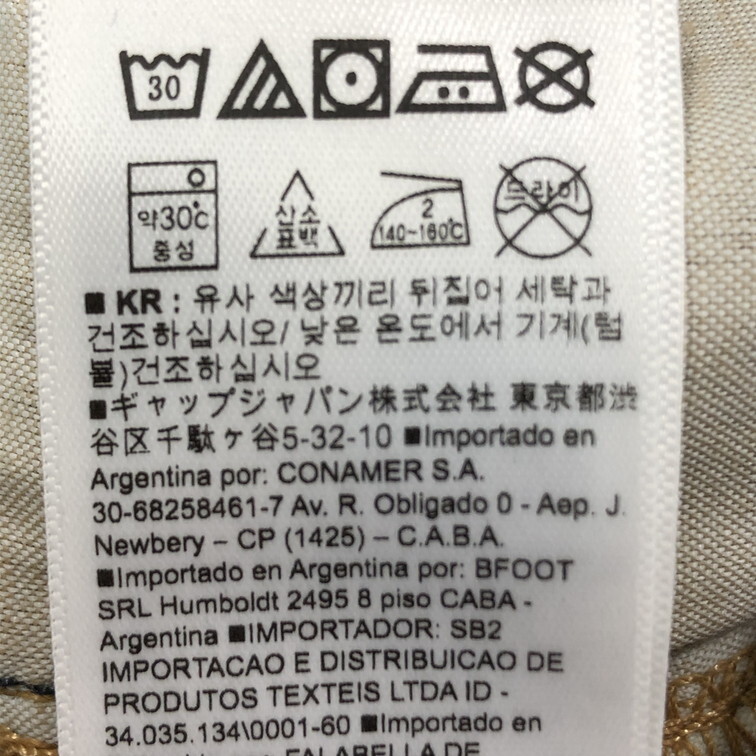 30
약30℃
중성
산소
표백
2
140~160℃
드라이
■ KR : 유사 색상끼리 뒤집어 세탁과
건조하십시오/ 낮은 온도에서 기계(텀
블)건조하십시오
■ギャップジャパン株式会社 東京都渋
谷区千駄ヶ谷5-32-10 ■Importado en
Argentina por: CONAMER S.A.
30-68258461-7 Av. R. Obligado 0 - Aep. J.
Newbery – CP (1425) – C.A.B.A.
■Importado en Argentina por: BFOOT
SRL Humboldt 2495 8 piso CABA -
Argentina ■IMPORTADOR: SB2
IMPORTACAO E DISTRIBUICAO DE
PRODUTOS TEXTEIS LTDA ID -
34.035.134\0001-60 ■Importado en
FALABELLA DE